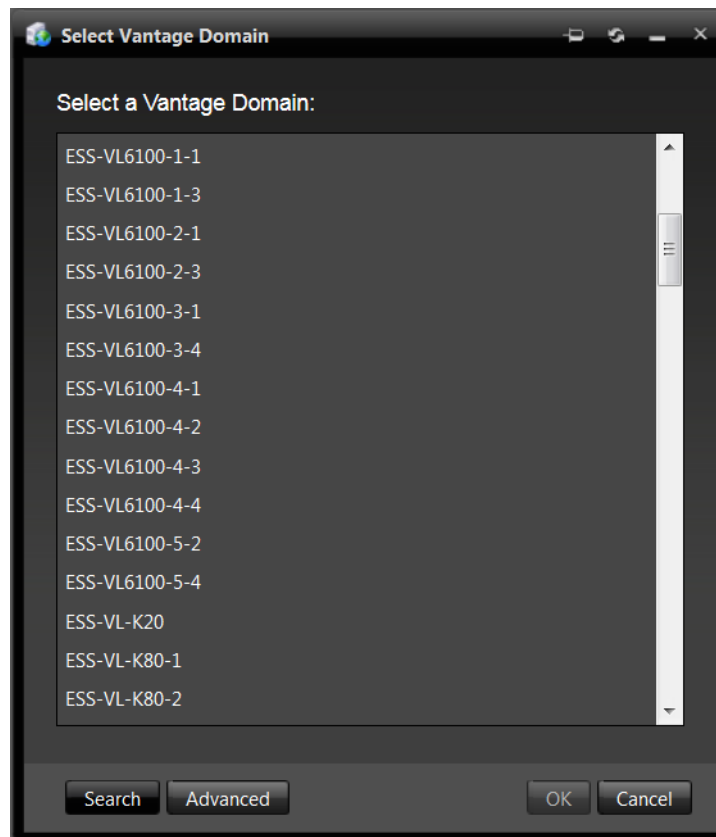 Select Vantage Domain
Select a Vantage Domain:
ESS-VL6100-1-1
ESS-VL6100-1-3
ESS-VL6100-2-1
ESS-VL6100-2-3
ESS-VL6100-3-1
ESS-VL6100-3-4
ESS-VL6100-4-1
ESS-VL6100-4-2
ESS-VL6100-4-3
ESS-VL6100-4-4
ESS-VL6100-5-2
ESS-VL6100-5-4
ESS-VL-K20
ESS-VL-K80-1
ESS-VL-K80-2
Search Advanced OK Cancel